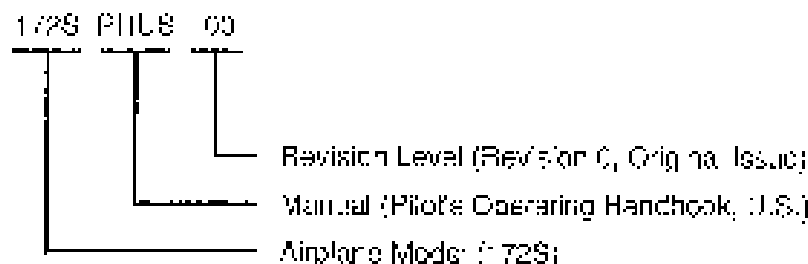 172S PHUS 00
Revision Level (Revision 0, Original Issue)
Manual (Pilot's Operating Handbook, U.S.)
Airplane Model (172S)